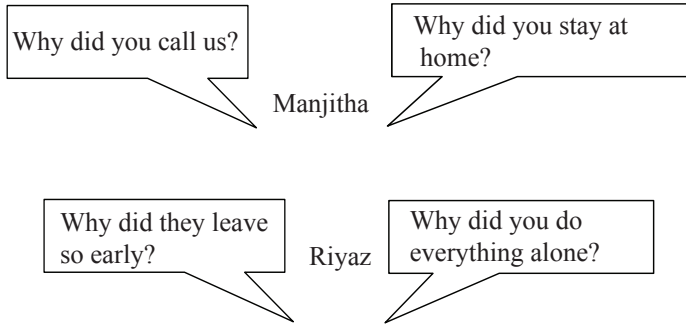 Why did you call us?
Why did you stay at
home?
Manjitha
Why did they leave
so early?
Riyaz
Why did you do
everything alone?